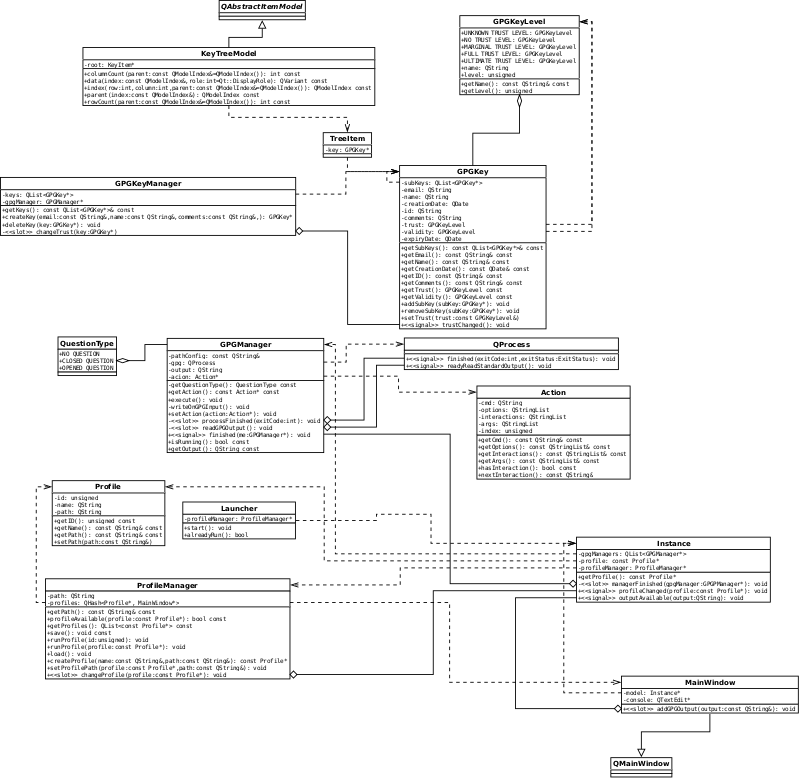 QAbstractItemModel
KeyTreeModel
-root: KeyItem*
+columnCount(parent:const QModelIndex&=QModelIndex()): int const
+data(index:const QModelIndex&,role:int=Qt::DisplayRole): QVariant const
+index(row:int,column:int,parent:const QModelIndex&=QModelIndex()): QModelIndex const
+parent(index:const QModelIndex&): QModelIndex const
+rowCount(parent:const QModelIndex&=QModelIndex()): int const
GPGKeyLevel
+UNKNOWN TRUST LEVEL: GPGKeyLevel
+NO TRUST LEVEL: GPGKeyLevel
+MARGINAL TRUST LEVEL: GPGKeyLevel
+FULL TRUST LEVEL: GPGKeyLevel
+ULTIMATE TRUST LEVEL: GPGKeyLevel
+name: QString
+level: unsigned
+getName(): const QString& const
+getLevel(): unsigned
TreeItem
-key: GPGKey*
GPGKeyManager
-keys: QList<GPGKey*>
-gpgManager: GPGManager*
+getKeys(): const QList<GPGKey*>& const
+createKey(email:const QString&,name:const QString&,comments:const QString&,): GPGKey*
+deleteKey(key:GPGKey*): void
-<<slot>> changeTrust(key:GPGKey*)
GPGKey
-subKeys: QList<GPGKey*>
-email: QString
-name: QString
-creationDate: QDate
-id: QString
-comments: QString
-trust: GPGKeyLevel
-validity: GPGKeyLevel
-expiryDate: QDate
+getSubKeys(): const QList<GPGKey*>& const
+getEmail(): const QString& const
+getName(): const QString& const
+getCreationDate(): const QDate& const
+getID(): const QString& const
+getComments(): const QString& const
+getTrust(): GPGKeyLevel const
+getValidity(): GPGKeyLevel const
+addSubKey(subKey:GPGKey*): void
+removeSubKey(subKey:GPGKey*): void
+setTrust(trust:const GPGKeyLevel&)
+<<signal>> trustChanged(): void
QuestionType
+NO QUESTION
+CLOSED QUESTION
+OPENED QUESTION
GPGManager
-pathConfig: const QString&
-gpg: QProcess
-output: QString
-acion: Action*
-getQuestionType(): QuestionType const
+getAction(): const Action* const
+execute(): void
-writeOnGPGInput(): void
+setAction(action:Action*): void
-<<slot>> processFinished(exitCode:int): void
-<<slot>> readGPGOutput(): void
+<<signal>> finished(me:GPGManager*): void
+isRunning(): bool const
+getOutput(): QString const
QProcess
+<<signal>> finished(exitCode:int,exitStatus:ExitStatus): void
+<<signal>> readyReadStandardOutput(): void
Action
-cmd: QString
-options: QStringList
-interactions: QStringList
-args: QStringList
-index: unsigned
+getCmd(): const QString& const
+getOptions(): const QStringList& const
+getInteractions(): const QStringList& const
+getArgs(): const QStringList& const
+hasInteraction(): bool const
+nextInteraction(): const QString&
Profile
-id: unsigned
-name: QString
-path: QString
+getID(): unsigned const
+getName(): const QString& const
+getPath(): const QString& const
+setPath(path:const QString&)
Launcher
-profileManager: ProfileManager*
+start(): void
+alreadyRun(): bool
Instance
-gpgManagers: QList<GPGManager*>
-profile: const Profile*
-profileManager: ProfileManager*
+getProfile(): const Profile*
-<<slot>> managerFinished(gpgManager:GPGPManager*): void
+<<signal>> profileChanged(profile:const Profile*): void
+<<signal>> outputAvailable(output:QString): void
ProfileManager
-path: QString
-profiles: QHash<Profile*, MainWindow*>
+getPath(): const QString& const
+profileAvailable(profile:const Profile*): bool const
+getProfiles(): QList<const Profile*> const
+save(): void const
+runProfile(id:unsigned): void
+runProfile(profile:const Profile*): void
+load(): void
+createProfile(name:const QString&,path:const QString&): const Profile*
+setProfilePath(profile:const Profile*,path:const QString&): void
+<<slot>> changeProfile(profile:const Profile*): void
MainWindow
-model: Instance*
-console: QTextEdit*
+<<slot>> addGPGOutput(output:const QString&): void
QMainWindow